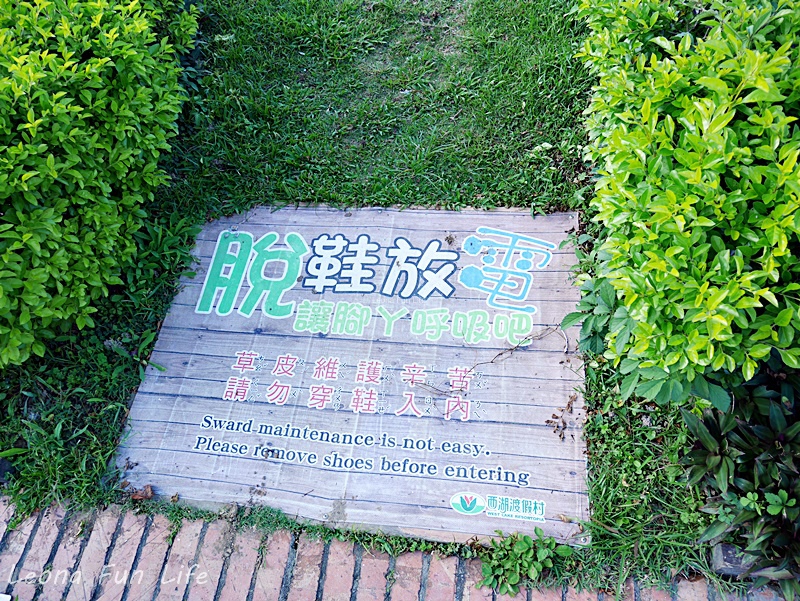 脫鞋放電
讓腳丫呼吸吧
草皮維護辛苦
請勿穿鞋入內
Sward maintenance is not easy.
Please remove shoes before entering
西湖渡假村
WEST LAKE RESORTOPIA
Leona Fun Life